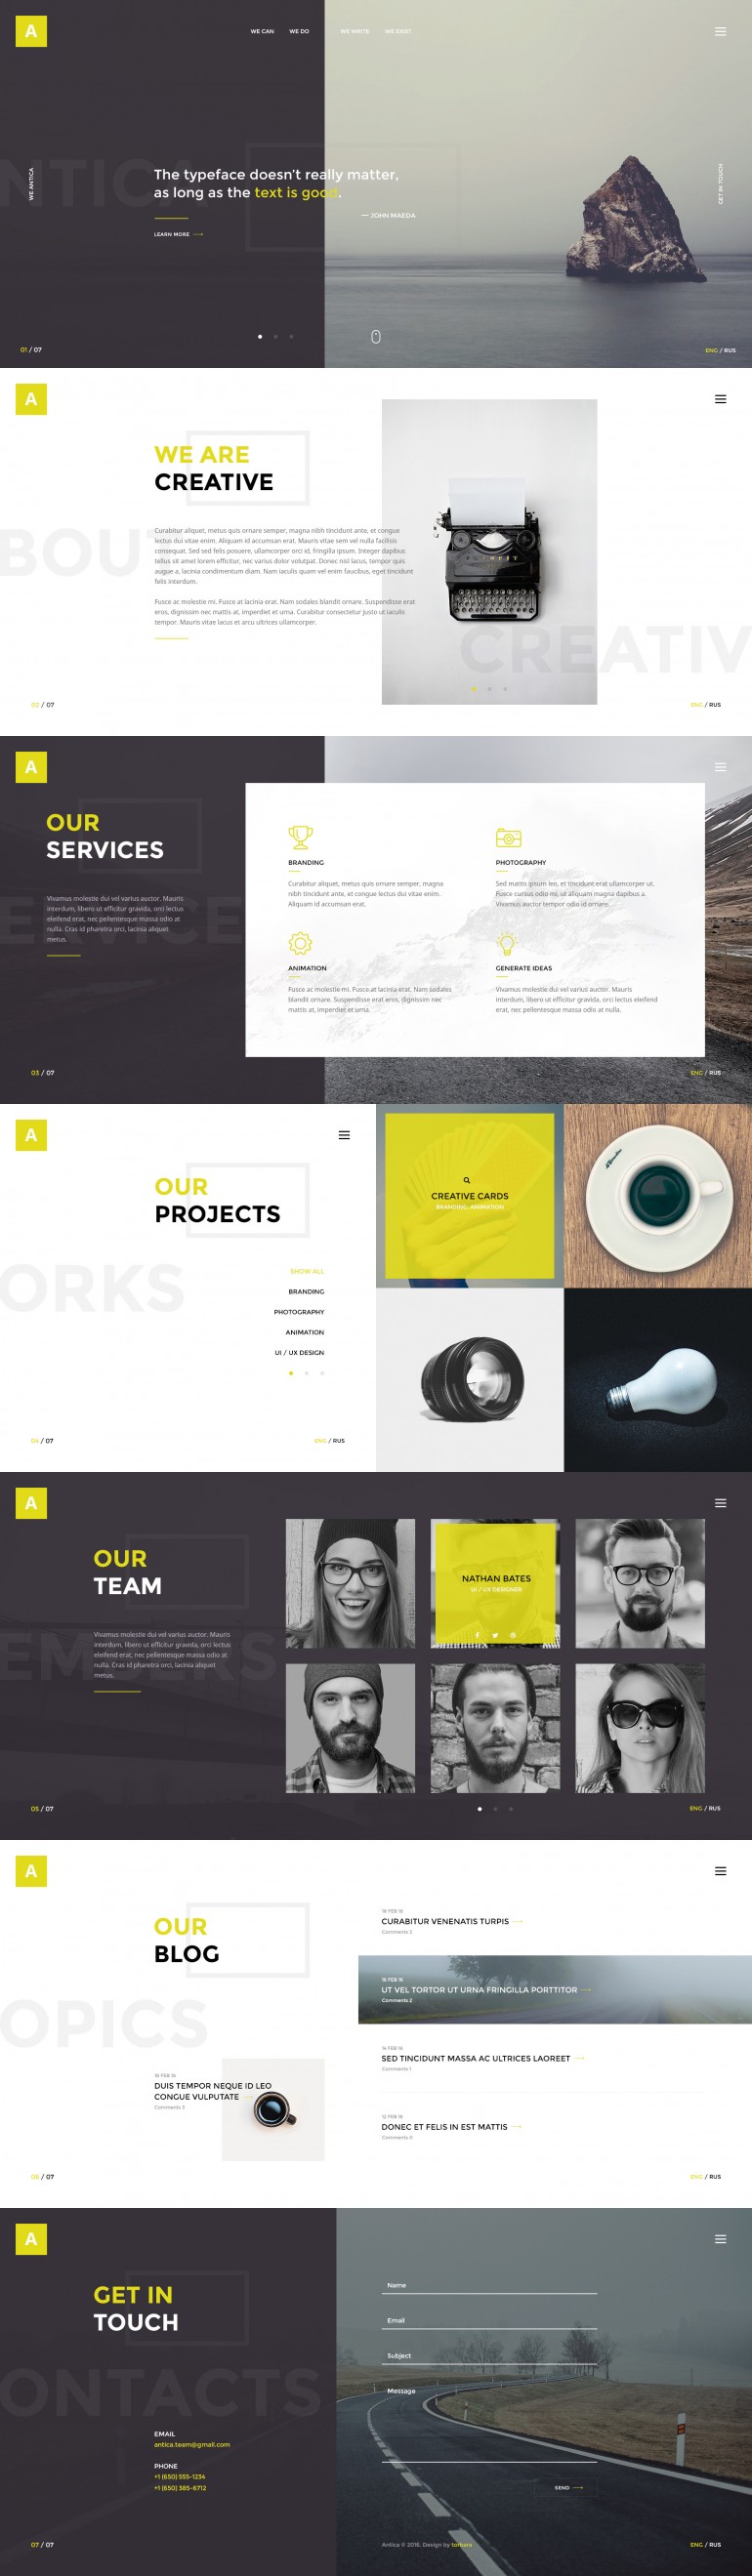 A
WE CAN
WE DO
WE WRITE
WE EXIST
NTICA
WE ANTICA
The typeface doesn't really matter,
as long as the text is good.
— JOHN MAEDA
LEARN MORE
GET IN TOUCH
01 / 07
ENG / RUS
A
WE ARE
CREATIVE
BOUT
Curabitur aliquet, metus quis ornare semper, magna nibh tincidunt ante, et congue
lectus dui vitae enim. Aliquam id accumsan erat. Mauris vitae sem vel nulla facilisis
consequat. Sed sed felis posuere, ullamcorper orci id, fringilla ipsum. Integer dapibus
tellus sit amet lorem efficitur, nec varius dolor volutpat. Donec nisl lacus, tempor quis
augue a, lacinia condimentum diam. Nam iaculis quam vel enim faucibus, eget tincidunt
felis interdum.
Fusce ac molestie mi. Fusce at lacinia erat. Nam sodales blandit ornare. Suspendisse erat
eros, dignissim nec mattis at, imperdiet et urna. Curabitur consectetur justo ut iaculis
tempor. Mauris vitae lacus et arcu ultrices ullamcorper.
CREATIV
02 / 07
ENG / RUS
A
OUR
SERVICES
ERVICE
Vivamus molestie dui vel varius auctor. Mauris
interdum, libero ut efficitur gravida, orci lectus
eleifend erat, nec pellentesque massa odio at
nulla. Cras id pharetra orci, lacinia aliquet
metus.
BRANDING
Curabitur aliquet, metus quis ornare semper, magna
nibh tincidunt ante, et congue lectus dui vitae enim.
Aliquam id accumsan erat.
PHOTOGRAPHY
Sed mattis ipsum leo, et tincidunt erat ullamcorper ut.
Fusce cursus odio mi, ut aliquam magna dapibus a.
Vivamus auctor tempor odio id ornare.
ANIMATION
Fusce ac molestie mi. Fusce at lacinia erat. Nam sodales
blandit ornare. Suspendisse erat eros, dignissim nec
mattis at, imperdiet et urna.
GENERATE IDEAS
Vivamus molestie dui vel varius auctor. Mauris
interdum, libero ut efficitur gravida, orci lectus eleifend
erat, nec pellentesque massa odio at nulla.
03 / 07
ENG / RUS
A
OUR
PROJECTS
ORKS
SHOW ALL
BRANDING
PHOTOGRAPHY
ANIMATION
UI / UX DESIGN
CREATIVE CARDS
BRANDING, ANIMATION
04 / 07
ENG / RUS
A
OUR
TEAM
EMBERS
Vivamus molestie dui vel varius auctor. Mauris
interdum, libero ut efficitur gravida, orci lectus
eleifend erat, nec pellentesque massa odio at
nulla. Cras id pharetra orci, lacinia aliquet
metus.
NATHAN BATES
UI / UX DESIGNER
05 / 07
ENG / RUS
A
OUR
BLOG
OPICS
18 FEB 16
CURABITUR VENENATIS TURPIS
Comments 2
UT VEL TORTOR UT URNA FRINGILLA PORTTITOR
Comments 2
14 FEB 16
SED TINCIDUNT MASSA AC ULTRICES LAOREET
Comments 1
DUIS TEMPOR NEQUE ID LEO
CONGUE VULPUTATE
Comments 3
12 FEB 16
DONEC ET FELIS IN EST MATTIS
Comments 0
06 / 07
ENG / RUS
A
GET IN
TOUCH
ONTACTS
Name
Email
Subject
Message
EMAIL
antica.team@gmail.com
PHONE
+1 (650) 555-1234
+1 (650) 385-6712
SEND
07 / 07
Antica © 2016. Design by
ENG / RUS